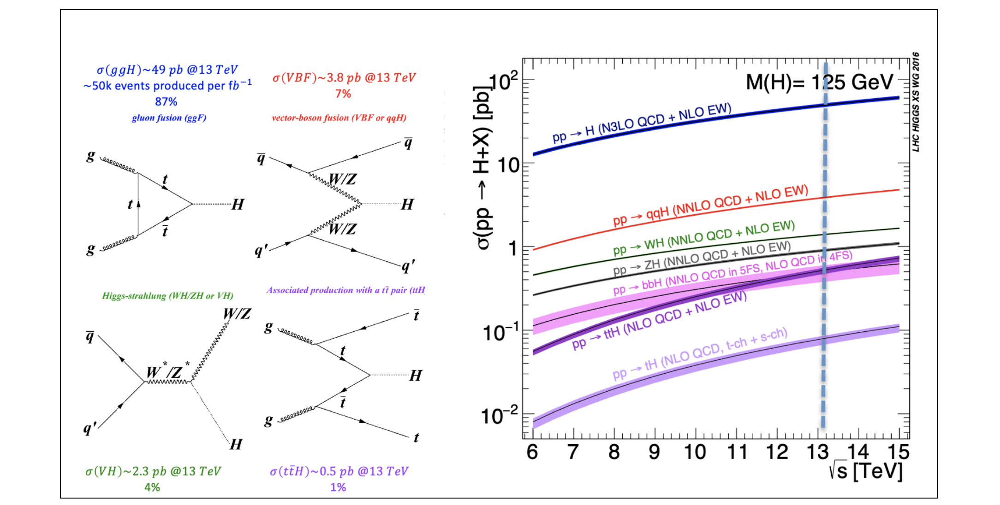 σ(ggH)~49 pb @13 TeV
~50k events produced per fb⁻¹
87%
gluon fusion (ggF)
σ(VBF)~3.8 pb @13 TeV
7%
vector-boson fusion (VBF or qqH)
g
t
t
t̄
g
H
q̄
q̄
W/Z
H
W/Z
q'
q'
Higgs-strahlung (WH/ZH or VH)
Associated production with a tt̄ pair (ttH
q̄
W/Z
W*/Z*
q'
H
g
t̄
t
H
t̄
g
t
σ(VH)~2.3 pb @13 TeV
4%
σ(tt̄H)~0.5 pb @13 TeV
1%
σ(pp → H+X) [pb]
10²
10
1
10⁻¹
10⁻²
M(H)= 125 GeV
pp → H (N3LO QCD + NLO EW)
pp → qqH (NNLO QCD + NLO EW)
pp → WH (NNLO QCD + NLO EW)
pp → ZH (NNLO QCD + NLO EW)
pp → bbH (NNLO QCD in 5FS, NLO QCD in 4FS)
pp → ttH (NLO QCD + NLO EW)
pp → tH (NLO QCD, t-ch + s-ch)
6 7 8 9 10 11 12 13 14 15
√s [TeV]
LHC HIGGS XS WG 2016